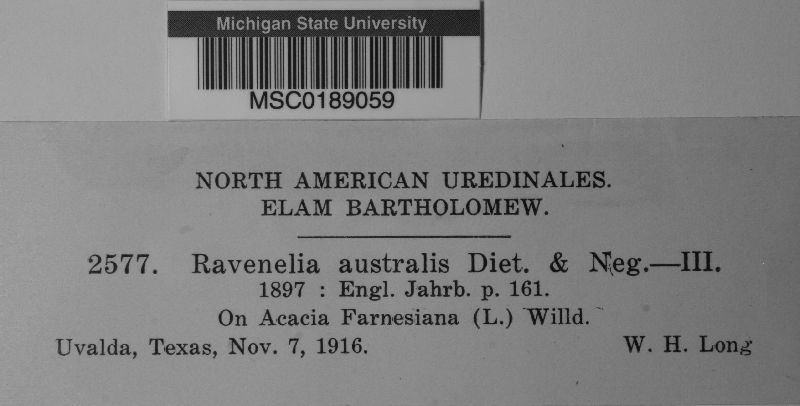 Michigan State University
MSC0189059
NORTH AMERICAN UREDINALES.
ELAM BARTHOLOMEW.
2577. Ravenelia australis Diet. & Neg.—III.
1897 : Engl. Jahrb. p. 161.
On Acacia Farnesiana (L.) Willd.
Uvalda, Texas, Nov. 7, 1916. W. H. Long